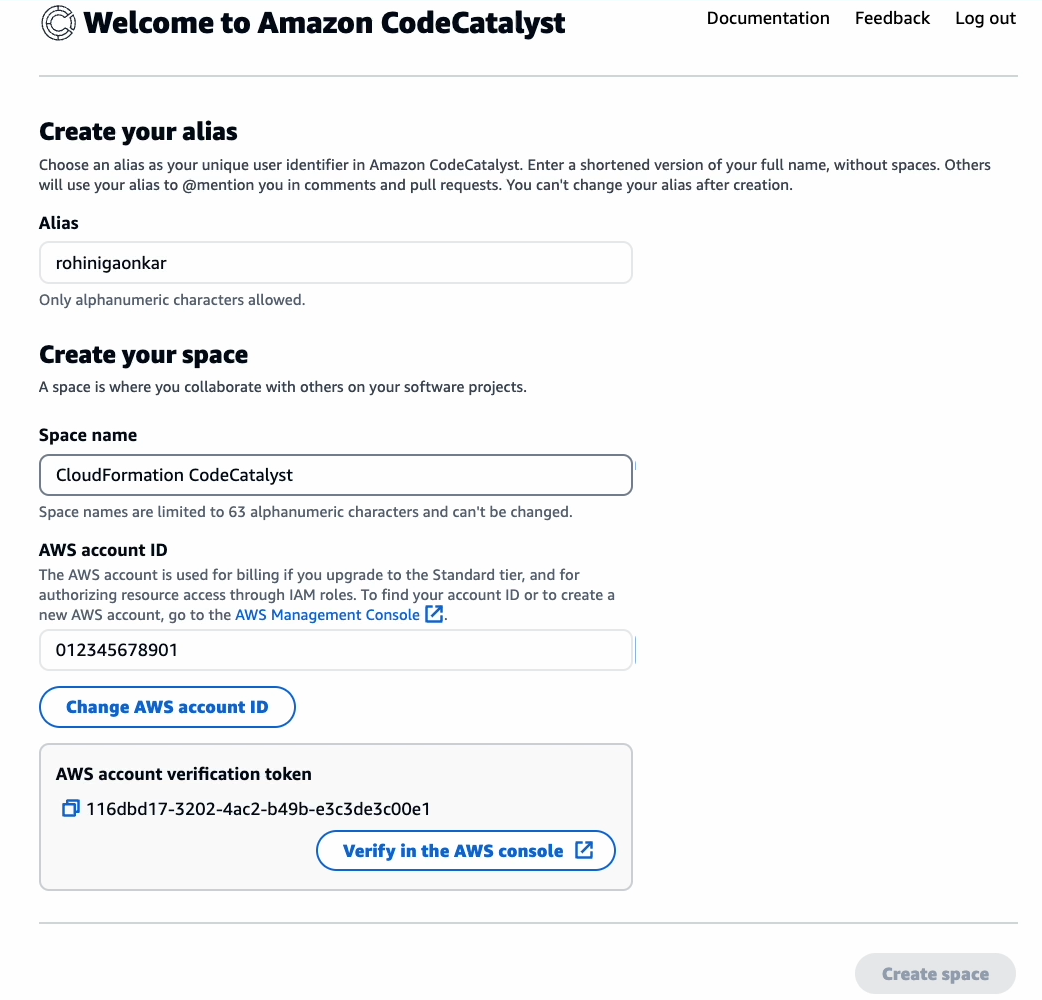 Welcome to Amazon CodeCatalyst
Documentation Feedback Log out
Create your alias
Choose an alias as your unique user identifier in Amazon CodeCatalyst. Enter a shortened version of your full name, without spaces. Others
will use your alias to @mention you in comments and pull requests. You can't change your alias after creation.
Alias
rohinigaonkar
Only alphanumeric characters allowed.
Create your space
A space is where you collaborate with others on your software projects.
Space name
CloudFormation CodeCatalyst
Space names are limited to 63 alphanumeric characters and can't be changed.
AWS account ID
The AWS account is used for billing if you upgrade to the Standard tier, and for
authorizing resource access through IAM roles. To find your account ID or to create a
new AWS account, go to the AWS Management Console.
012345678901
Change AWS account ID
AWS account verification token
116dbd17-3202-4ac2-b49b-e3c3de3c00e1
Verify in the AWS console
Create space